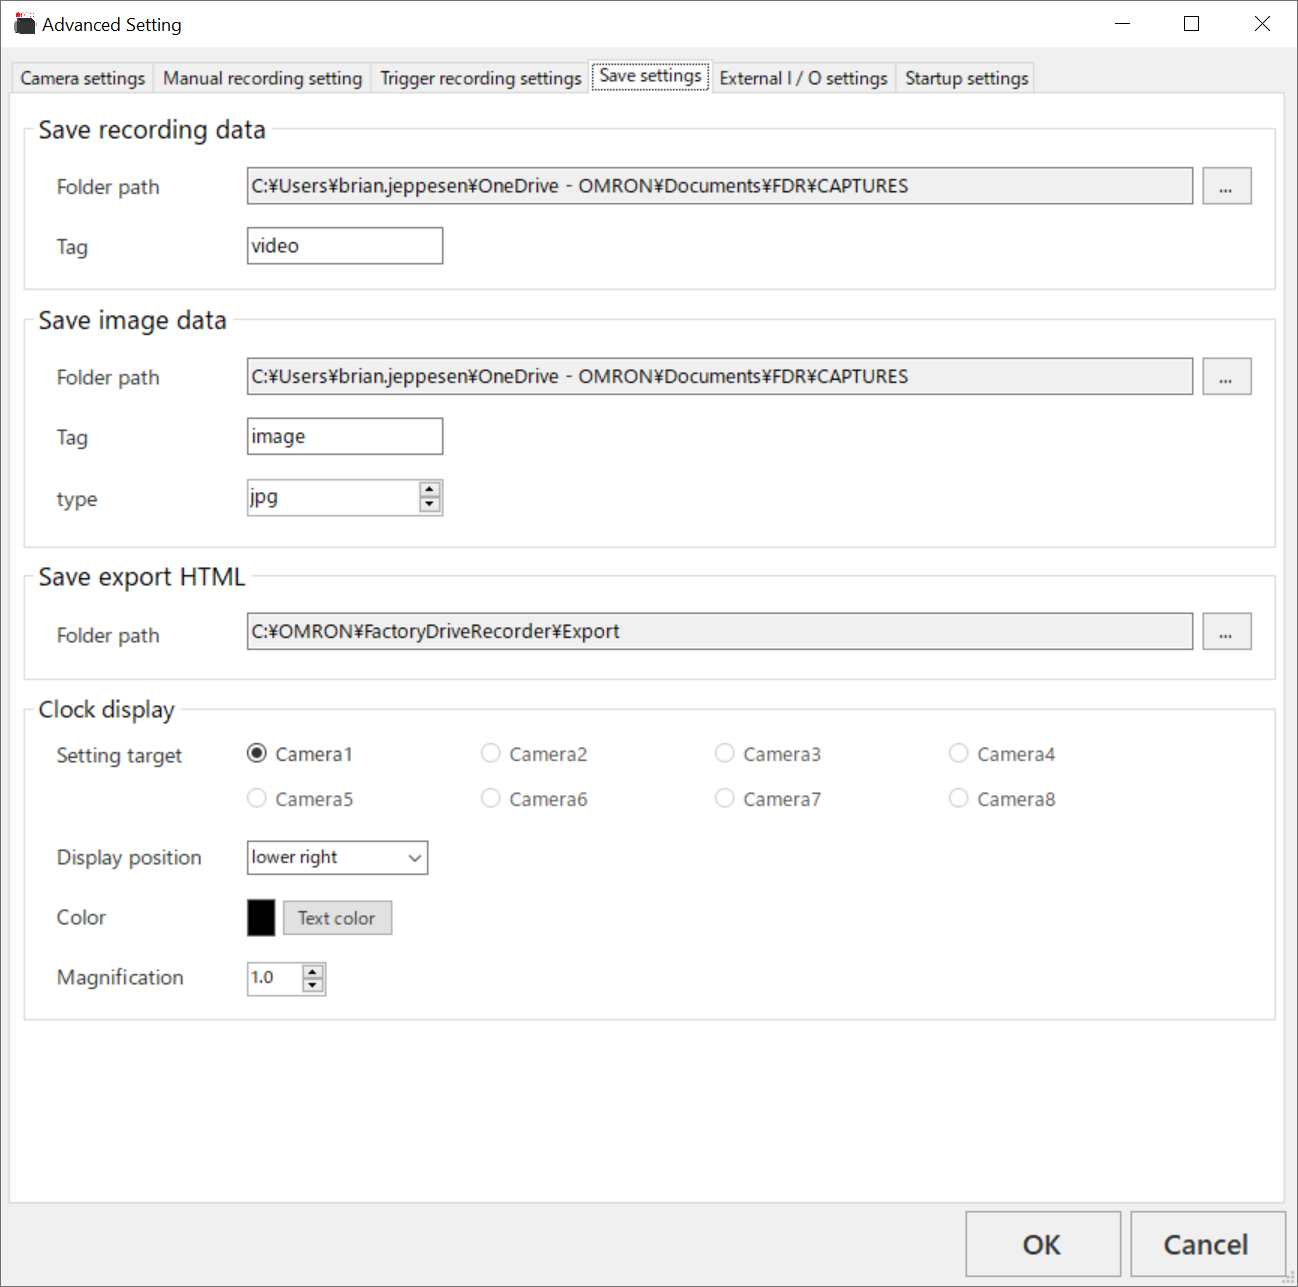 Advanced Setting
Camera settings Manual recording setting Trigger recording settings Save settings External I / O settings Startup settings
Save recording data
Folder path C:¥Users¥brian.jeppesen¥OneDrive - OMRON¥Documents¥FDR¥CAPTURES ...
Tag video
Save image data
Folder path C:¥Users¥brian.jeppesen¥OneDrive - OMRON¥Documents¥FDR¥CAPTURES ...
Tag image
type jpg
Save export HTML
Folder path C:¥OMRON¥FactoryDriveRecorder¥Export ...
Clock display
Setting target Camera1 Camera2 Camera3 Camera4
Camera5 Camera6 Camera7 Camera8
Display position lower right
Color Text color
Magnification 1.0
OK Cancel